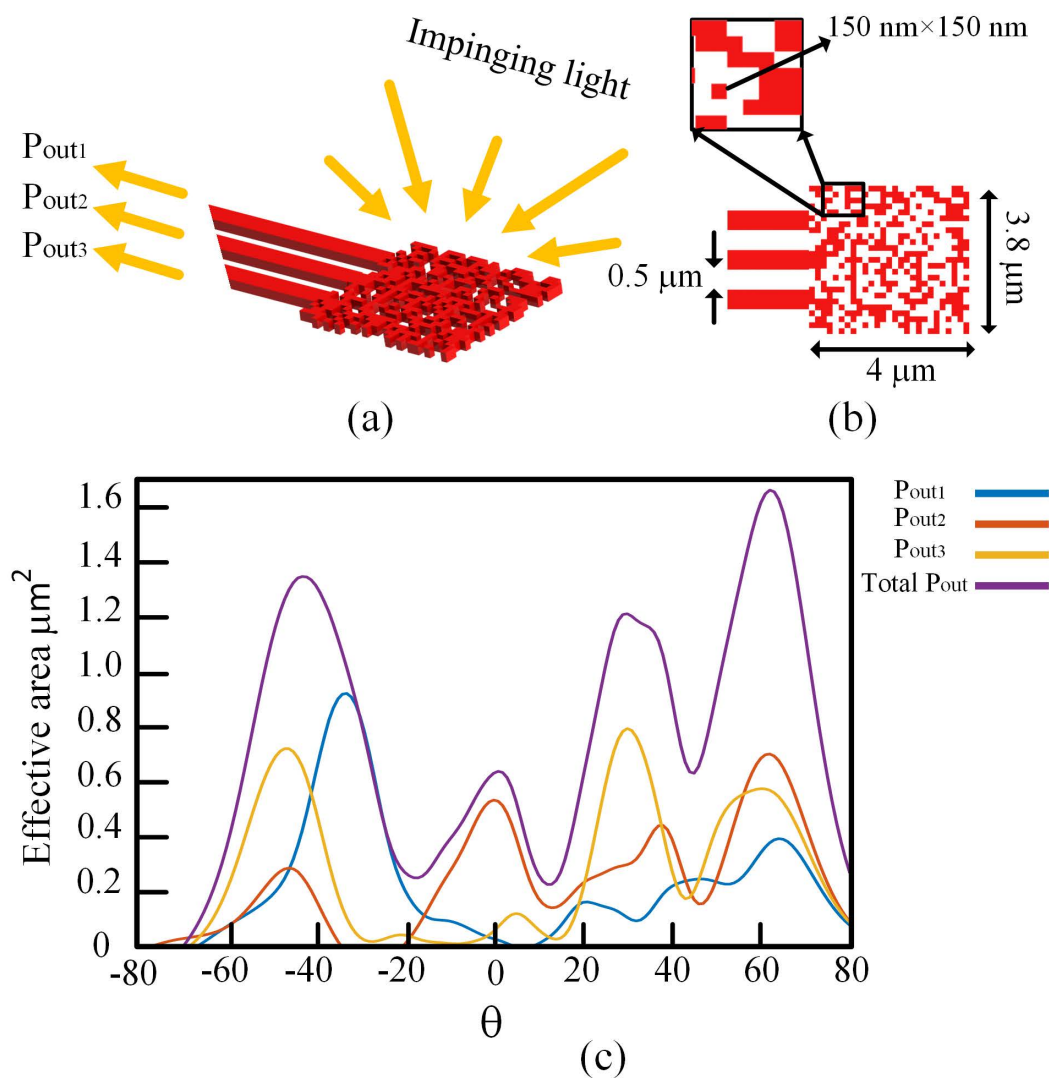 Impinging light
Pout1
Pout2
Pout3
(a)
150 nm×150 nm
0.5 μm
3.8 μm
4 μm
(b)
Effective area μm²
1.6
1.4
1.2
1.0
0.8
0.6
0.4
0.2
0
-80 -60 -40 -20 0 20 40 60 80
θ
Pout1
Pout2
Pout3
Total Pout
(c)